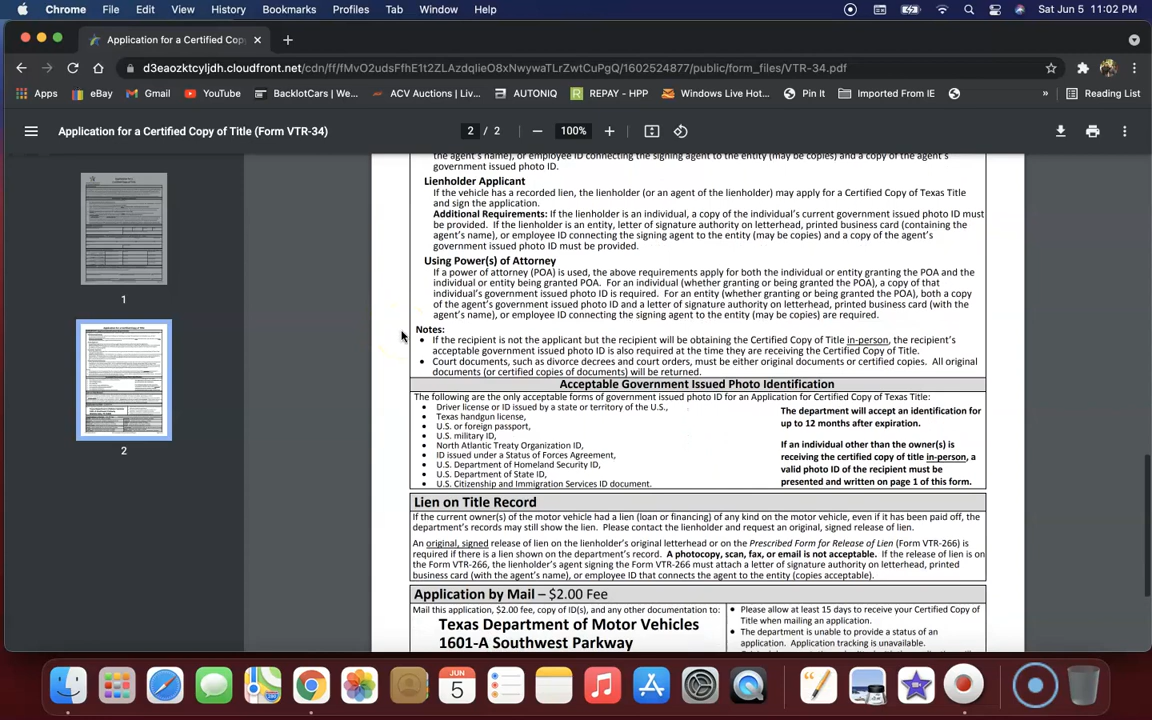 Chrome File Edit View History Bookmarks Profiles Tab Window Help Sat Jun 5 11:02 PM
Application for a Certified Cop
d3eaozktcyljdh.cloudfront.net/cdn/ff/fMvO2udsFfhE1t2ZLAzdqIieO8xNwywaTLrZwtCuPgQ/1602524877/public/form_files/VTR-34.pdf
Apps eBay Gmail YouTube BacklotCars | We... ACV Auctions | Liv... AUTONIQ REPAY - HPP Windows Live Hot... Pin It Imported From IE » Reading List
Application for a Certified Copy of Title (Form VTR-34) 2 / 2 100%
the agent's name), or employee ID connecting the signing agent to the entity (may be copies) and a copy of the agent's
government issued photo ID.
Lienholder Applicant
If the vehicle has a recorded lien, the lienholder (or an agent of the lienholder) may apply for a Certified Copy of Texas Title
and sign the application.
Additional Requirements: If the lienholder is an individual, a copy of the individual's current government issued photo ID must
be provided. If the lienholder is an entity, letter of signature authority on letterhead, printed business card (containing the
agent's name), or employee ID connecting the signing agent to the entity (may be copies) and a copy of the agent's
government issued photo ID must be provided.
Using Power(s) of Attorney
If a power of attorney (POA) is used, the above requirements apply for both the individual or entity granting the POA and the
individual or entity being granted POA. For an individual (whether granting or being granted the POA), a copy of that
individual's government issued photo ID is required. For an entity (whether granting or being granted the POA), both a copy
of the agent's government issued photo ID and a letter of signature authority on letterhead, printed business card (with the
agent's name), or employee ID connecting the signing agent to the entity (may be copies) are required.
Notes:
• If the recipient is not the applicant but the recipient will be obtaining the Certified Copy of Title in-person, the recipient's
acceptable government issued photo ID is also required at the time they are receiving the Certified Copy of Title.
• Court documents, such as divorce decrees and court orders, must be either original documents or certified copies. All original
documents (or certified copies of documents) will be returned.
Acceptable Government Issued Photo Identification
The following are the only acceptable forms of government issued photo ID for an Application for Certified Copy of Texas Title:
• Driver license or ID issued by a state or territory of the U.S.,
• Texas handgun license,
• U.S. or foreign passport,
• U.S. military ID,
• North Atlantic Treaty Organization ID,
• ID issued under a Status of Forces Agreement,
• U.S. Department of Homeland Security ID,
• U.S. Department of State ID,
• U.S. Citizenship and Immigration Services ID document.
The department will accept an identification for
up to 12 months after expiration.
If an individual other than the owner(s) is
receiving the certified copy of title in-person, a
valid photo ID of the recipient must be
presented and written on page 1 of this form.
Lien on Title Record
If the current owner(s) of the motor vehicle had a lien (loan or financing) of any kind on the motor vehicle, even if it has been paid off, the
department's records may still show the lien. Please contact the lienholder and request an original, signed release of lien.
An original, signed release of lien on the lienholder's original letterhead or on the Prescribed Form for Release of Lien (Form VTR-266) is
required if there is a lien shown on the department's record. A photocopy, scan, fax, or email is not acceptable. If the release of lien is on
the Form VTR-266, the lienholder's agent signing the Form VTR-266 must attach a letter of signature authority on letterhead, printed
business card (with the agent's name), or employee ID that connects the agent to the entity (copies acceptable).
Application by Mail – $2.00 Fee
Mail this application, $2.00 fee, copy of ID(s), and any other documentation to:
Texas Department of Motor Vehicles
1601-A Southwest Parkway
• Please allow at least 15 days to receive your Certified Copy of
Title when mailing an application.
• The department is unable to provide a status of an
application. Application tracking is unavailable.
1
2
JUN
5